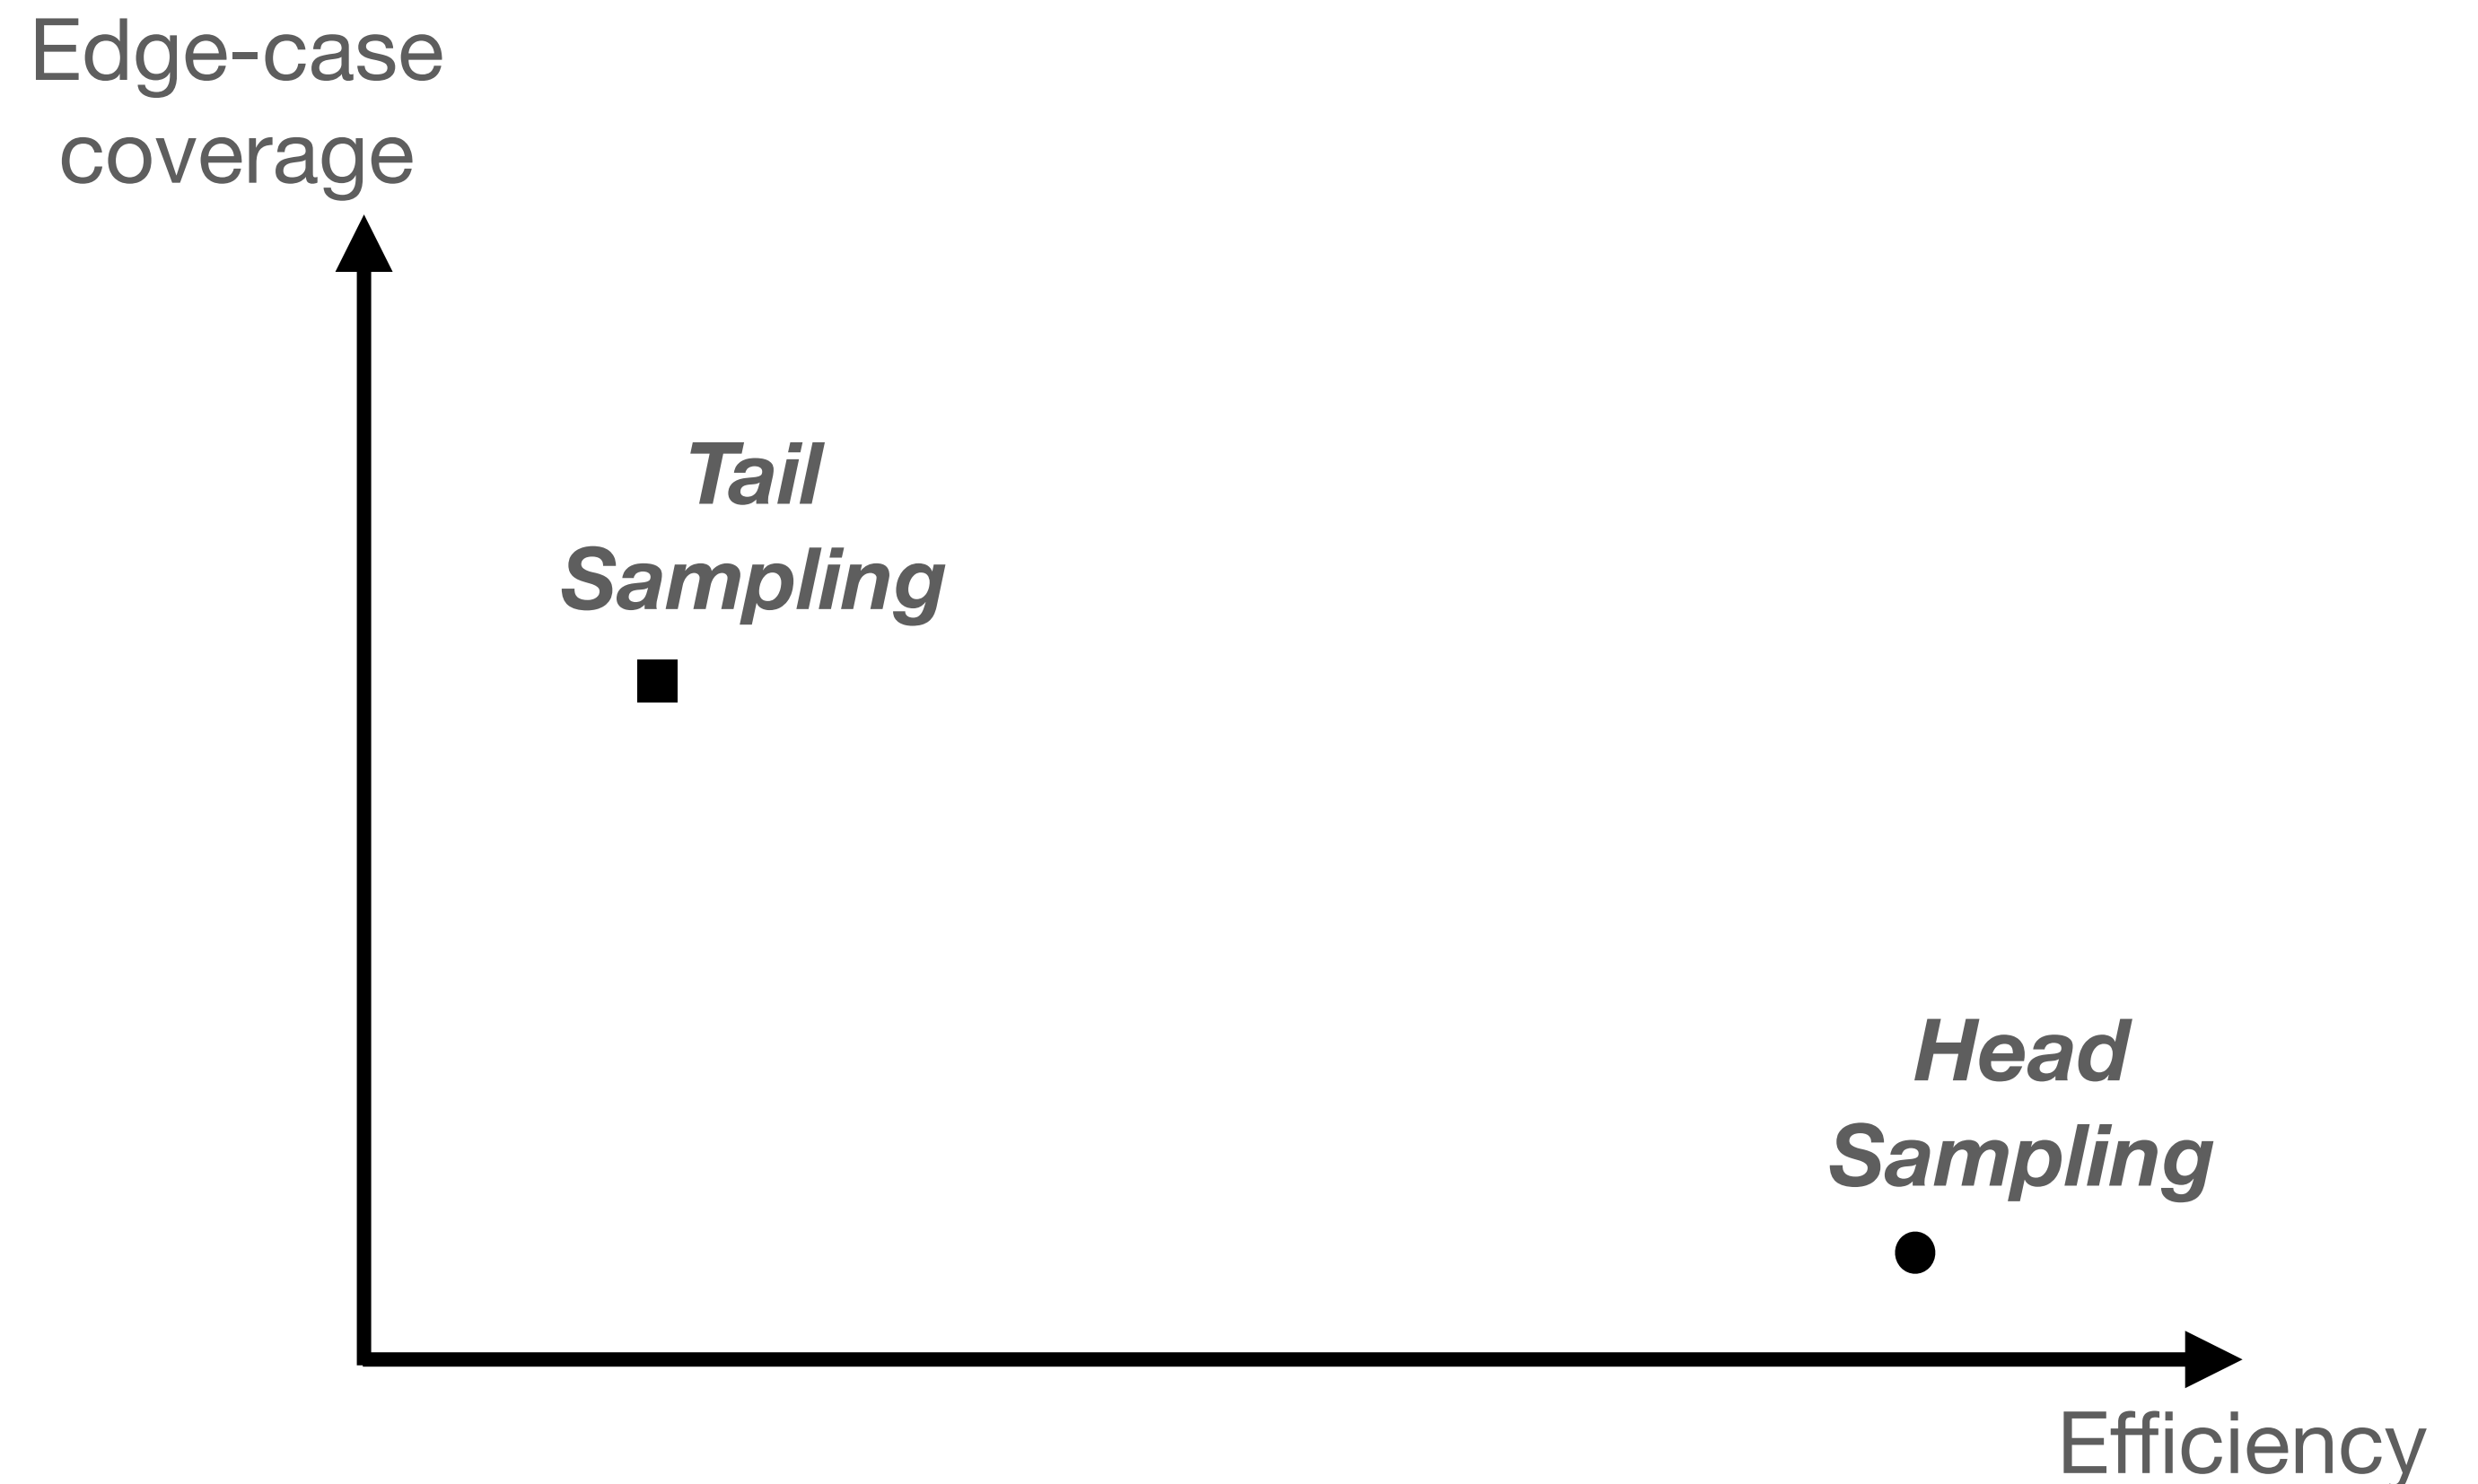 Edge-case
coverage
Tail
Sampling
Head
Sampling
Efficiency